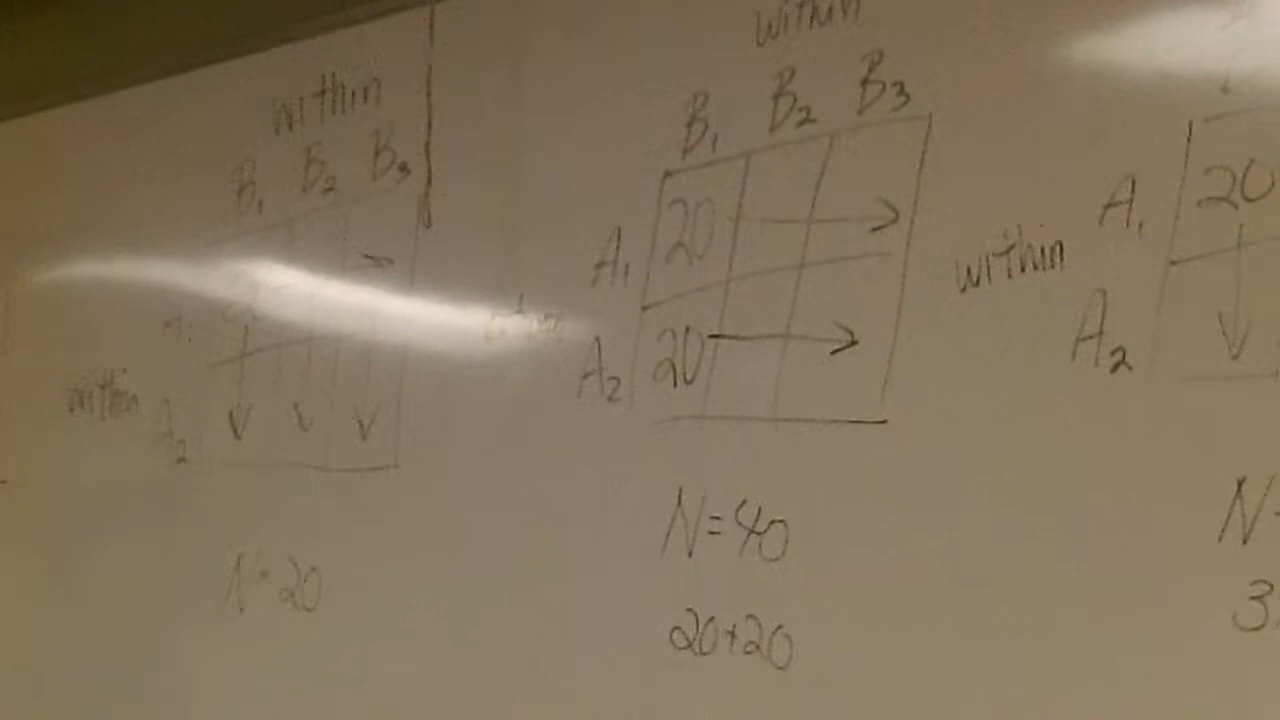 within
B₁ B₂ B₃
within
A₂
N=20
within
B₁ B₂ B₃
A₁ 20
A₂ 20
N=40
20+20
within
A₁ 20
A₂
N
3